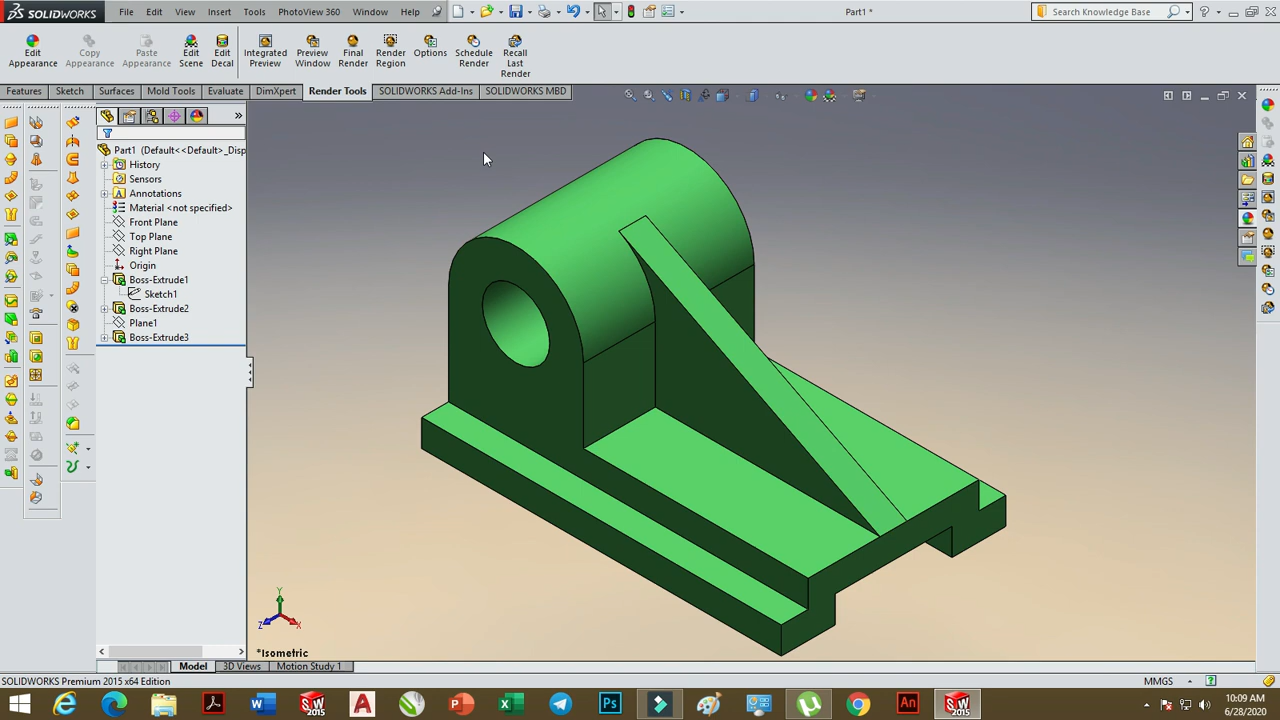 SOLIDWORKS File Edit View Insert Tools PhotoView 360 Window Help Part1 * Search Knowledge Base
Edit Appearance
Copy Appearance
Paste Appearance
Edit Scene
Edit Decal
Integrated Preview
Preview Window
Final Render
Render Region
Options
Schedule Render
Recall Last Render
Features Sketch Surfaces Mold Tools Evaluate DimXpert Render Tools SOLIDWORKS Add-Ins SOLIDWORKS MBD
Part1 (Default<<Default>_Disp
History
Sensors
Annotations
Material <not specified>
Front Plane
Top Plane
Right Plane
Origin
Boss-Extrude1
Sketch1
Boss-Extrude2
Plane1
Boss-Extrude3
Y
Z X
*Isometric
Model 3D Views Motion Study 1
SOLIDWORKS Premium 2015 x64 Edition MMGS
10:09 AM
6/28/2020